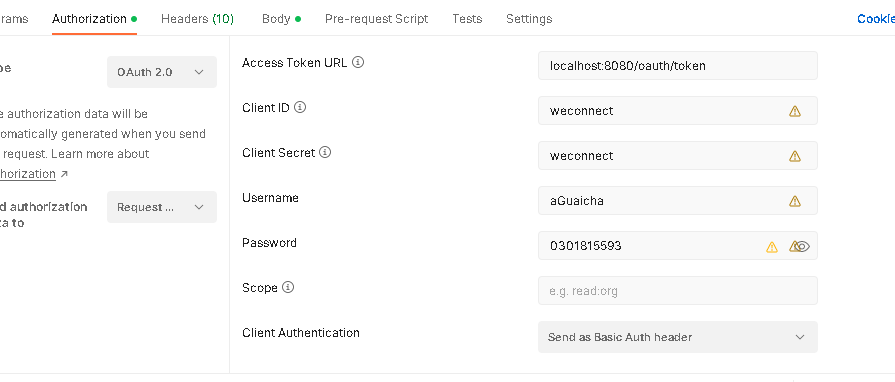 rams Authorization Headers (10) Body Pre-request Script Tests Settings Cookie
pe OAuth 2.0
e authorization data will be
omatically generated when you send
request. Learn more about
horization ↗
d authorization Request ...
ta to
Access Token URL localhost:8080/oauth/token
Client ID weconnect
Client Secret weconnect
Username aGuaicha
Password 0301815593
Scope e.g. read:org
Client Authentication Send as Basic Auth header